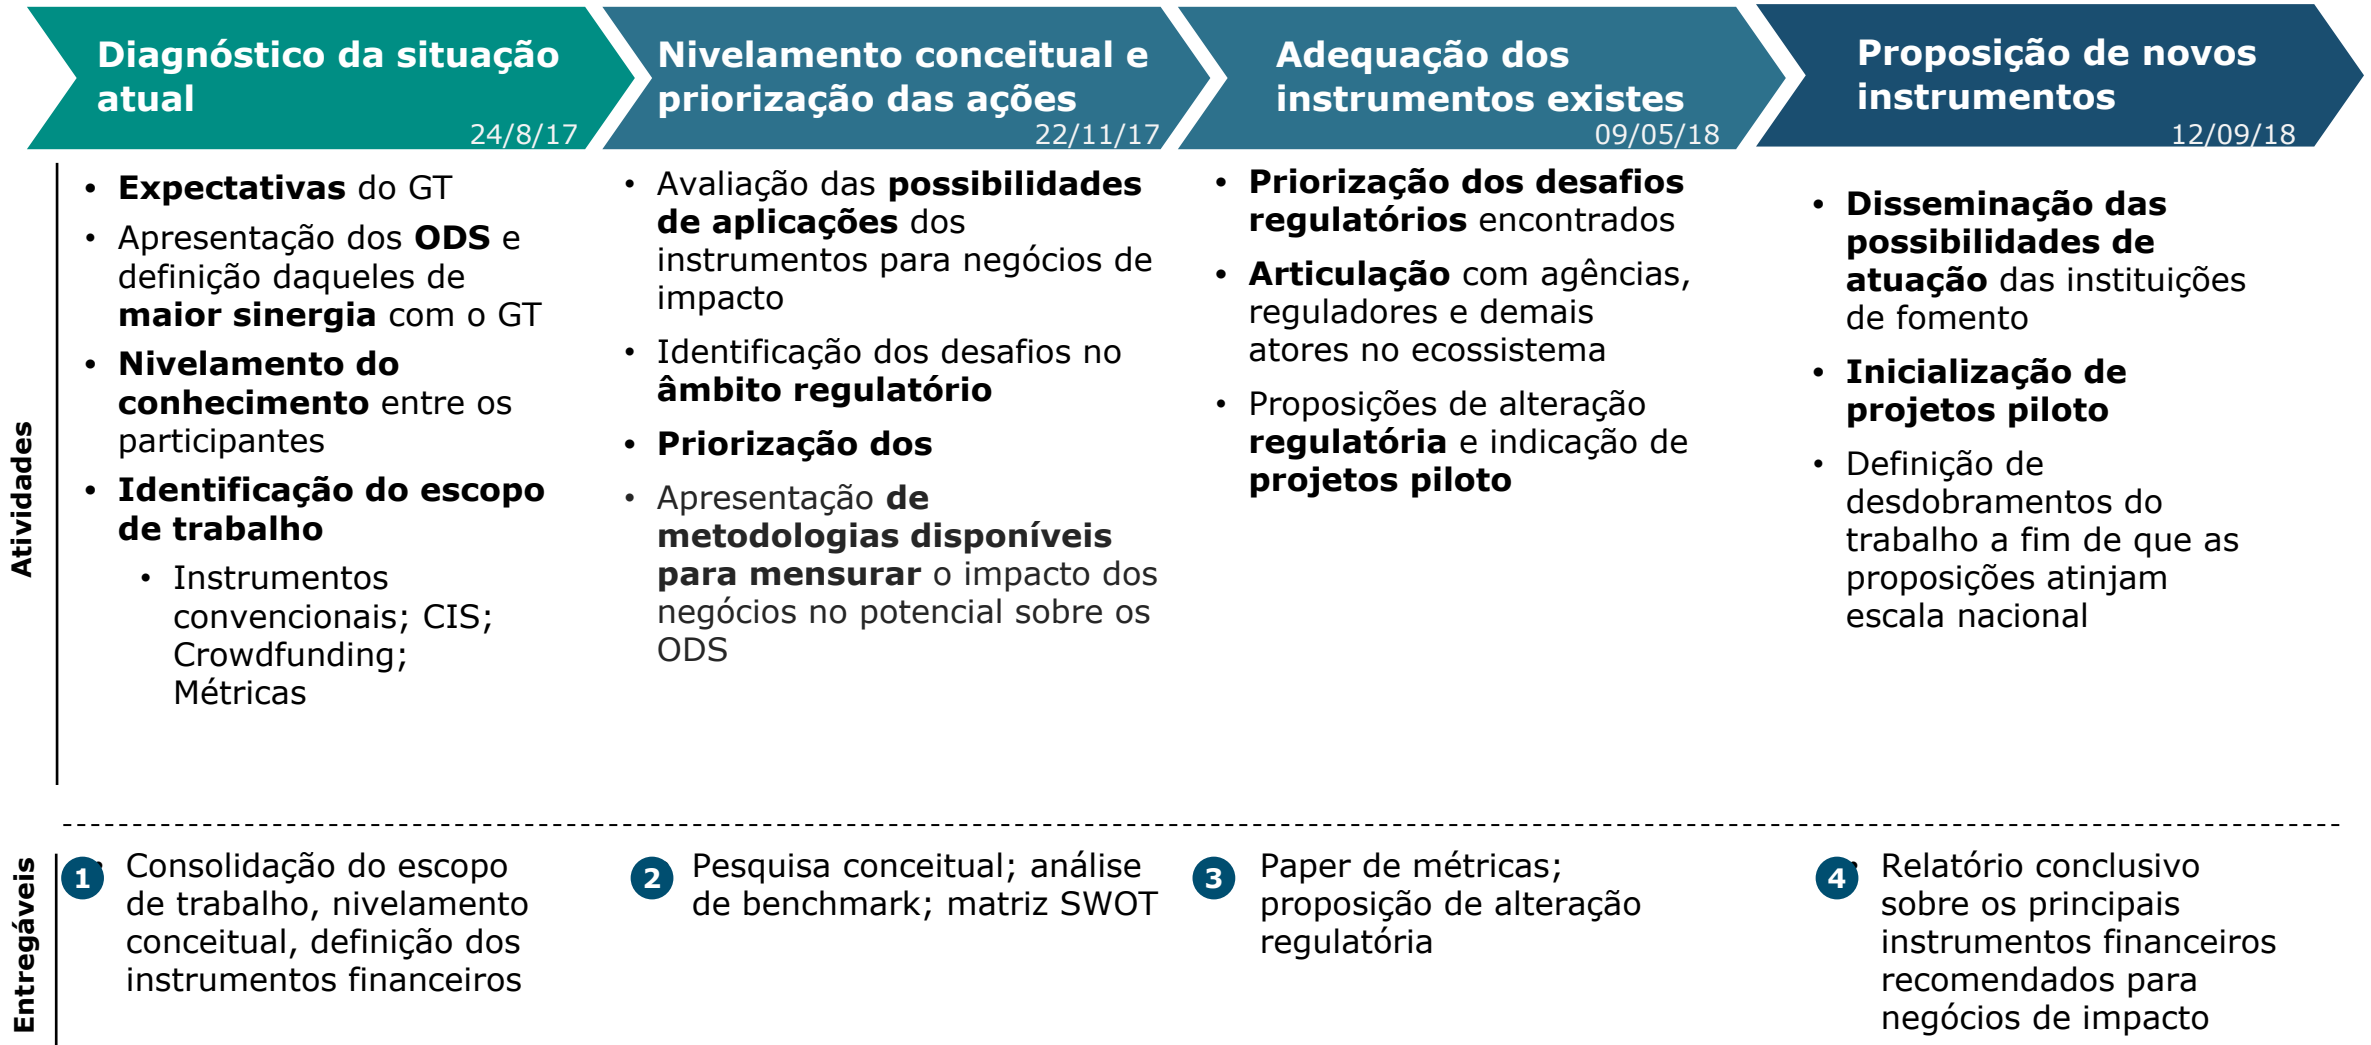 Diagnóstico da situação
atual
24/8/17
Nivelamento conceitual e
priorização das ações
22/11/17
Adequação dos
instrumentos existes
09/05/18
Proposição de novos
instrumentos
12/09/18
Atividades
• Expectativas do GT
• Apresentação dos ODS e
definição daqueles de
maior sinergia com o GT
• Nivelamento do
conhecimento entre os
participantes
• Identificação do escopo
de trabalho
• Instrumentos
convencionais; CIS;
Crowdfunding;
Métricas
• Avaliação das possibilidades
de aplicações dos
instrumentos para negócios de
impacto
• Identificação dos desafios no
âmbito regulatório
• Priorização dos
• Apresentação de
metodologias disponíveis
para mensurar o impacto dos
negócios no potencial sobre os
ODS
• Priorização dos desafios
regulatórios encontrados
• Articulação com agências,
reguladores e demais
atores no ecossistema
• Proposições de alteração
regulatória e indicação de
projetos piloto
• Disseminação das
possibilidades de
atuação das instituições
de fomento
• Inicialização de
projetos piloto
• Definição de
desdobramentos do
trabalho a fim de que as
proposições atinjam
escala nacional
Entregáveis
1 Consolidação do escopo
de trabalho, nivelamento
conceitual, definição dos
instrumentos financeiros
2 Pesquisa conceitual; análise
de benchmark; matriz SWOT
3 Paper de métricas;
proposição de alteração
regulatória
4 Relatório conclusivo
sobre os principais
instrumentos financeiros
recomendados para
negócios de impacto